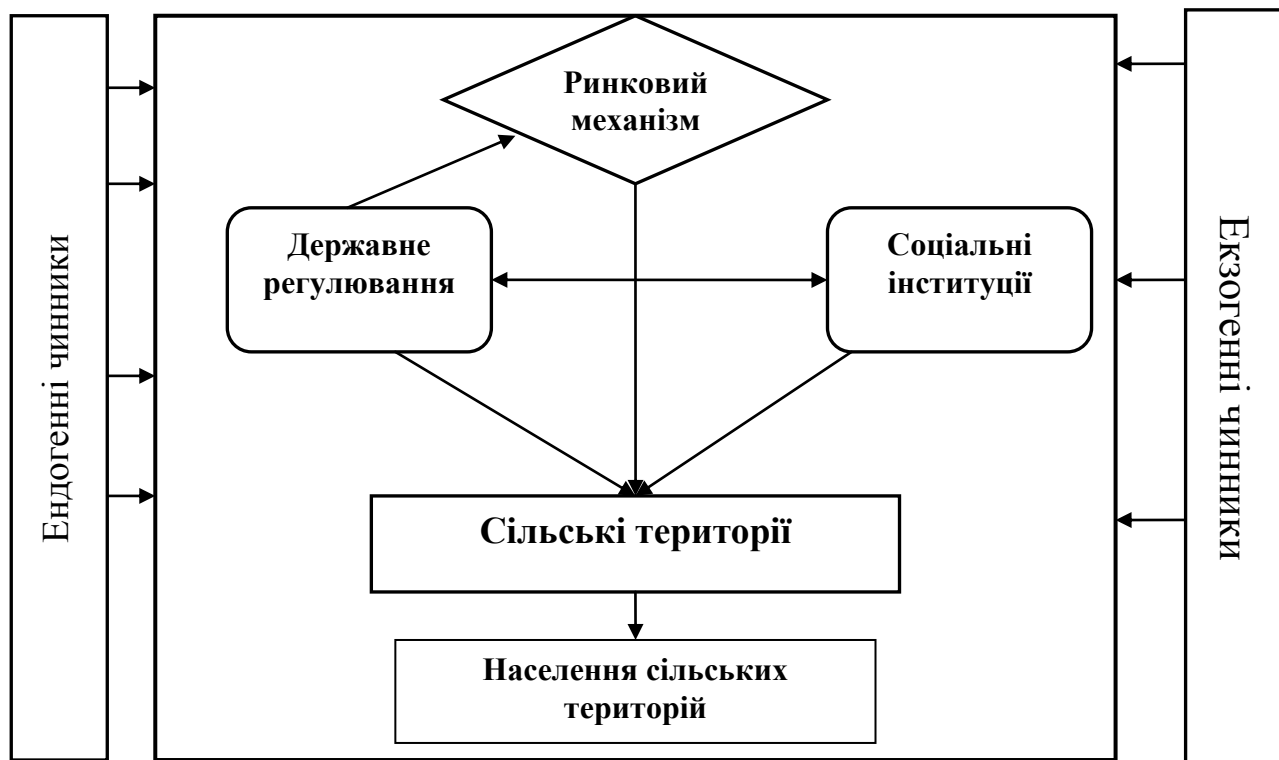 Ендогенні чинники
Ринковий
механізм
Державне
регулювання
Соціальні
інституції
Сільські території
Населення сільських
територій
Екзогенні чинники